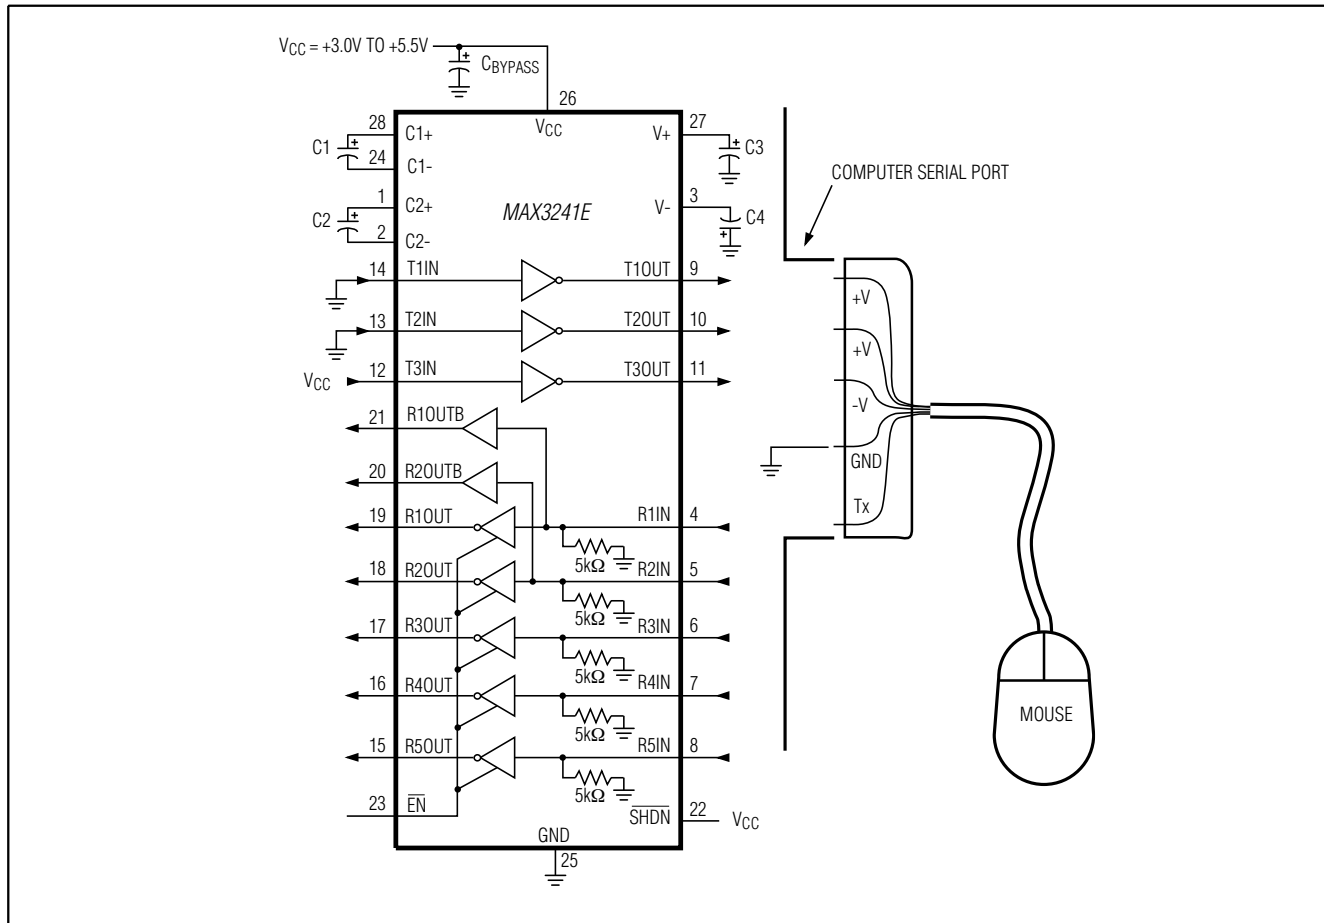 VCC = +3.0V TO +5.5V
CBYPASS
26
VCC
28
C1+
C1
24
C1-
1
C2+
C2
2
C2-
MAX3241E
V+
27
C3
V-
3
C4
COMPUTER SERIAL PORT
14
T1IN
T1OUT
9
13
T2IN
T2OUT
10
VCC
12
T3IN
T3OUT
11
21
R1OUTB
20
R2OUTB
19
R1OUT
R1IN
4
5kΩ
18
R2OUT
R2IN
5
5kΩ
17
R3OUT
R3IN
6
5kΩ
16
R4OUT
R4IN
7
5kΩ
15
R5OUT
R5IN
8
5kΩ
23
EN
SHDN
22
VCC
GND
25
+V
+V
-V
GND
Tx
MOUSE